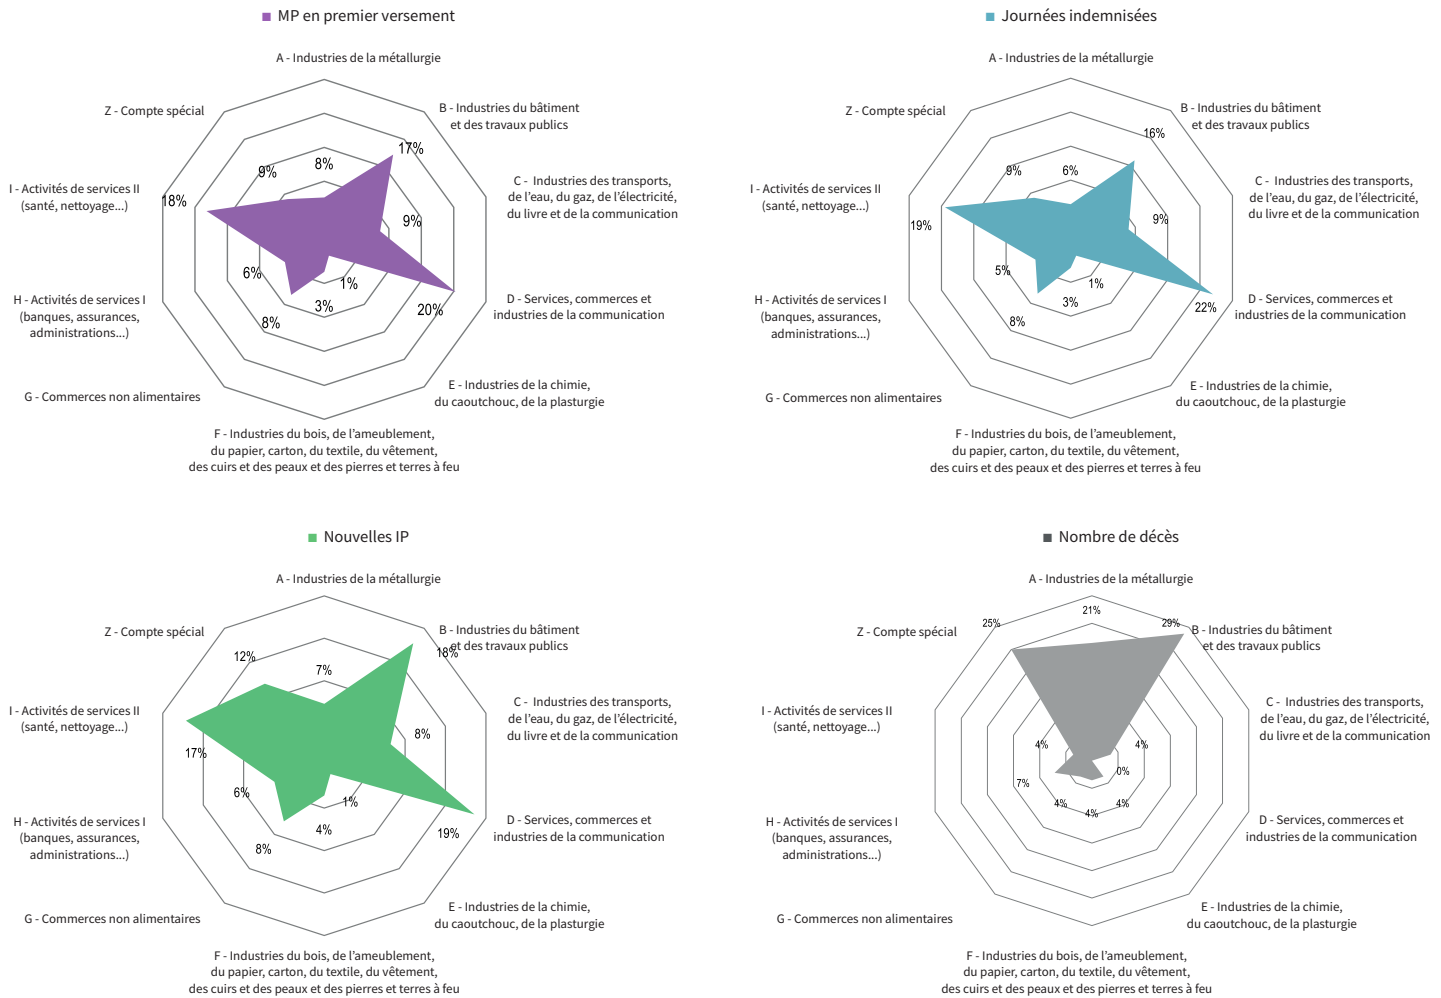 MP en premier versement
A - Industries de la métallurgie
B - Industries du bâtiment
et des travaux publics
C - Industries des transports,
de l'eau, du gaz, de l'électricité,
du livre et de la communication
D - Services, commerces et
industries de la communication
E - Industries de la chimie,
du caoutchouc, de la plasturgie
F - Industries du bois, de l'ameublement,
du papier, carton, du textile, du vêtement,
des cuirs et des peaux et des pierres et terres à feu
G - Commerces non alimentaires
H - Activités de services I
(banques, assurances,
administrations...)
I - Activités de services II
(santé, nettoyage...)
Z - Compte spécial
8%
17%
9%
20%
1%
3%
8%
6%
18%
9%
Journées indemnisées
A - Industries de la métallurgie
B - Industries du bâtiment
et des travaux publics
C - Industries des transports,
de l'eau, du gaz, de l'électricité,
du livre et de la communication
D - Services, commerces et
industries de la communication
E - Industries de la chimie,
du caoutchouc, de la plasturgie
F - Industries du bois, de l'ameublement,
du papier, carton, du textile, du vêtement,
des cuirs et des peaux et des pierres et terres à feu
G - Commerces non alimentaires
H - Activités de services I
(banques, assurances,
administrations...)
I - Activités de services II
(santé, nettoyage...)
Z - Compte spécial
6%
16%
9%
22%
1%
3%
8%
5%
19%
9%
Nouvelles IP
A - Industries de la métallurgie
B - Industries du bâtiment
et des travaux publics
C - Industries des transports,
de l'eau, du gaz, de l'électricité,
du livre et de la communication
D - Services, commerces et
industries de la communication
E - Industries de la chimie,
du caoutchouc, de la plasturgie
F - Industries du bois, de l'ameublement,
du papier, carton, du textile, du vêtement,
des cuirs et des peaux et des pierres et terres à feu
G - Commerces non alimentaires
H - Activités de services I
(banques, assurances,
administrations...)
I - Activités de services II
(santé, nettoyage...)
Z - Compte spécial
7%
18%
8%
19%
1%
4%
8%
6%
17%
12%
Nombre de décès
A - Industries de la métallurgie
B - Industries du bâtiment
et des travaux publics
C - Industries des transports,
de l'eau, du gaz, de l'électricité,
du livre et de la communication
D - Services, commerces et
industries de la communication
E - Industries de la chimie,
du caoutchouc, de la plasturgie
F - Industries du bois, de l'ameublement,
du papier, carton, du textile, du vêtement,
des cuirs et des peaux et des pierres et terres à feu
G - Commerces non alimentaires
H - Activités de services I
(banques, assurances,
administrations...)
I - Activités de services II
(santé, nettoyage...)
Z - Compte spécial
21%
29%
4%
0%
4%
4%
4%
7%
4%
25%